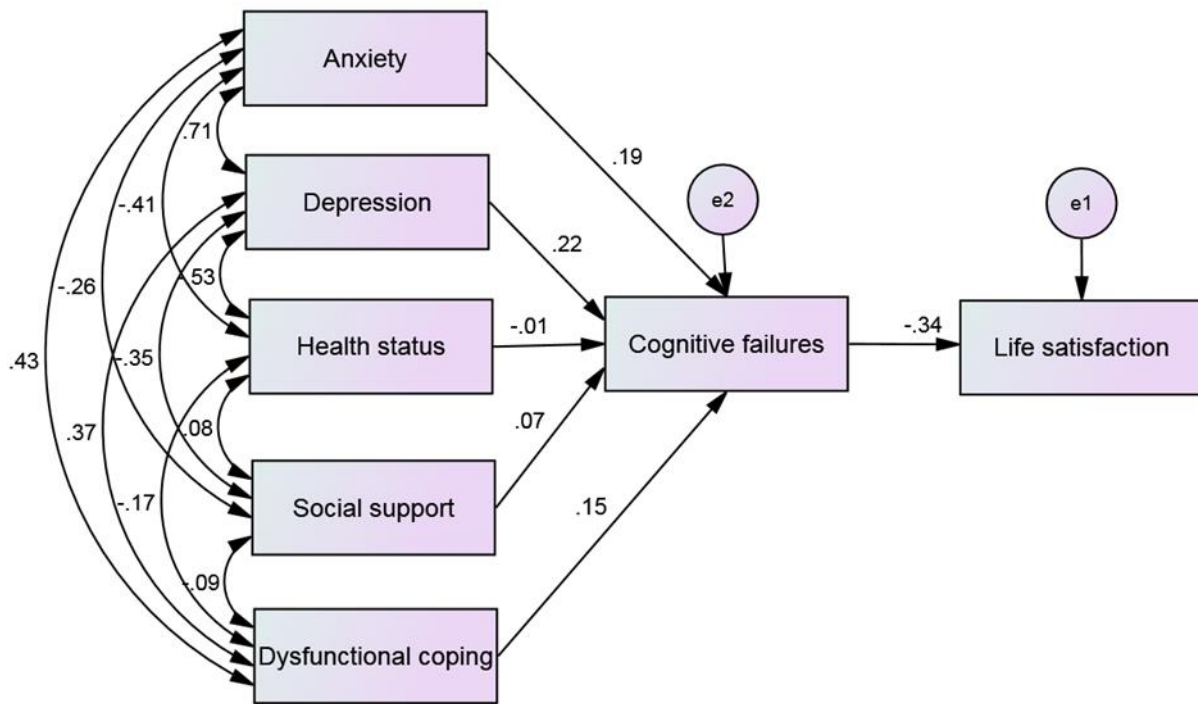 Anxiety
.71
.19
Depression
e2
e1
-.41
.22
-.26
.53
Health status
-.01
Cognitive failures
-.34
Life satisfaction
.43
-.35
.37
.08
.07
-.17
Social support
.15
-.09
Dysfunctional coping